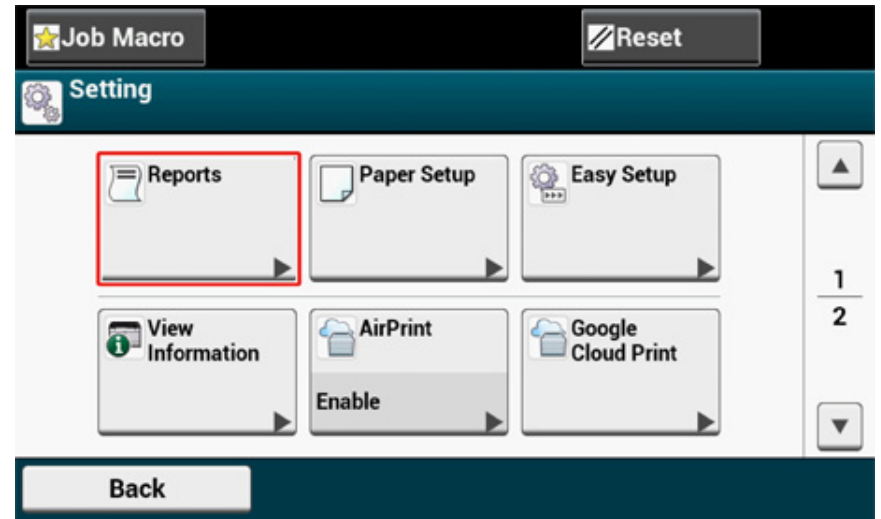 Job Macro
Reset
Setting
Reports
Paper Setup
Easy Setup
1
2
View
Information
AirPrint
Enable
Google
Cloud Print
Back